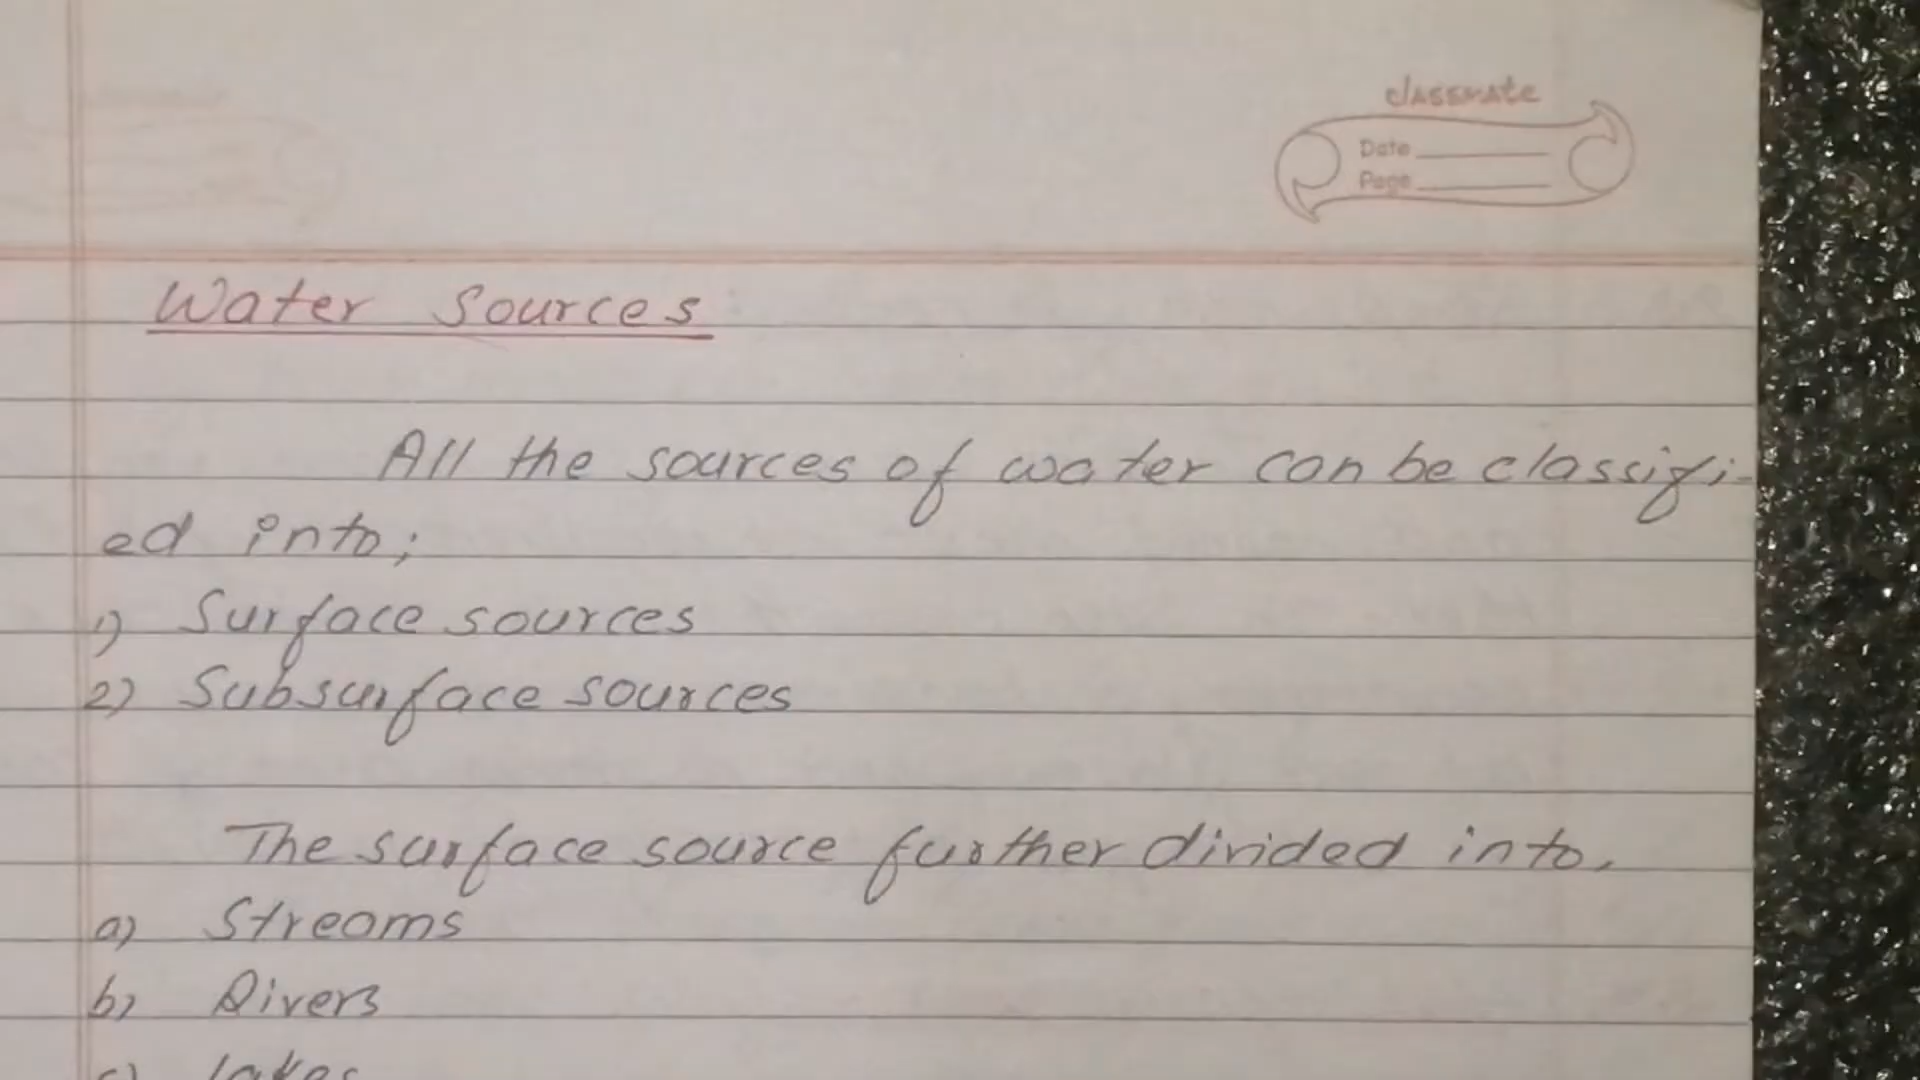 classmate
Date
Page
Water sources
All the sources of water can be classifi-
ed into;
1) Surface sources
2) Subsurface sources
The surface source further divided into.
a) Streams
b) Rivers
c) lakes